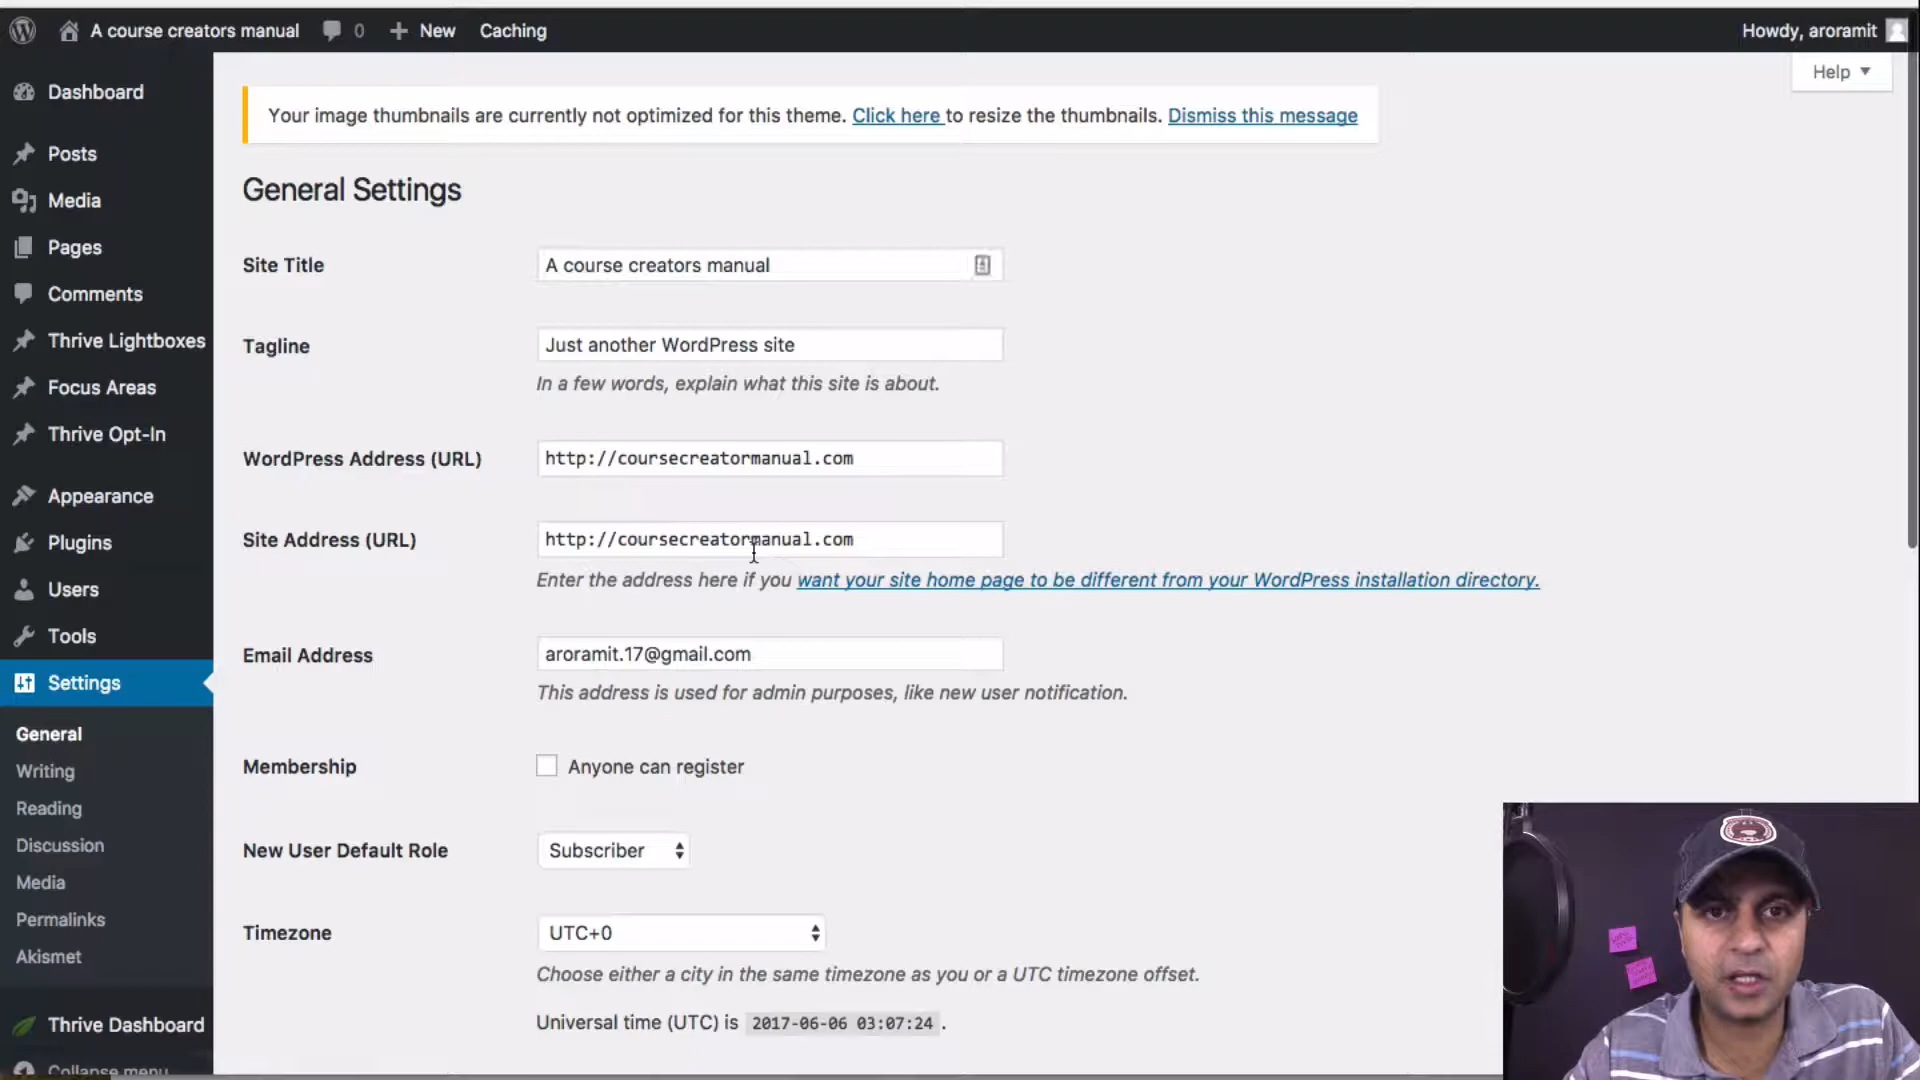 A course creators manual 0 New Caching Howdy, aroramit
Help
Dashboard
Posts
Media
Pages
Comments
Thrive Lightboxes
Focus Areas
Thrive Opt-In
Appearance
Plugins
Users
Tools
Settings
General
Writing
Reading
Discussion
Media
Permalinks
Akismet
Thrive Dashboard
Collapse menu
Your image thumbnails are currently not optimized for this theme. Click here to resize the thumbnails. Dismiss this message
General Settings
Site Title A course creators manual
Tagline Just another WordPress site
In a few words, explain what this site is about.
WordPress Address (URL) http://coursecreatormanual.com
Site Address (URL) http://coursecreatormanual.com
Enter the address here if you want your site home page to be different from your WordPress installation directory.
Email Address aroramit.17@gmail.com
This address is used for admin purposes, like new user notification.
Membership Anyone can register
New User Default Role Subscriber
Timezone UTC+0
Choose either a city in the same timezone as you or a UTC timezone offset.
Universal time (UTC) is 2017-06-06 03:07:24 .